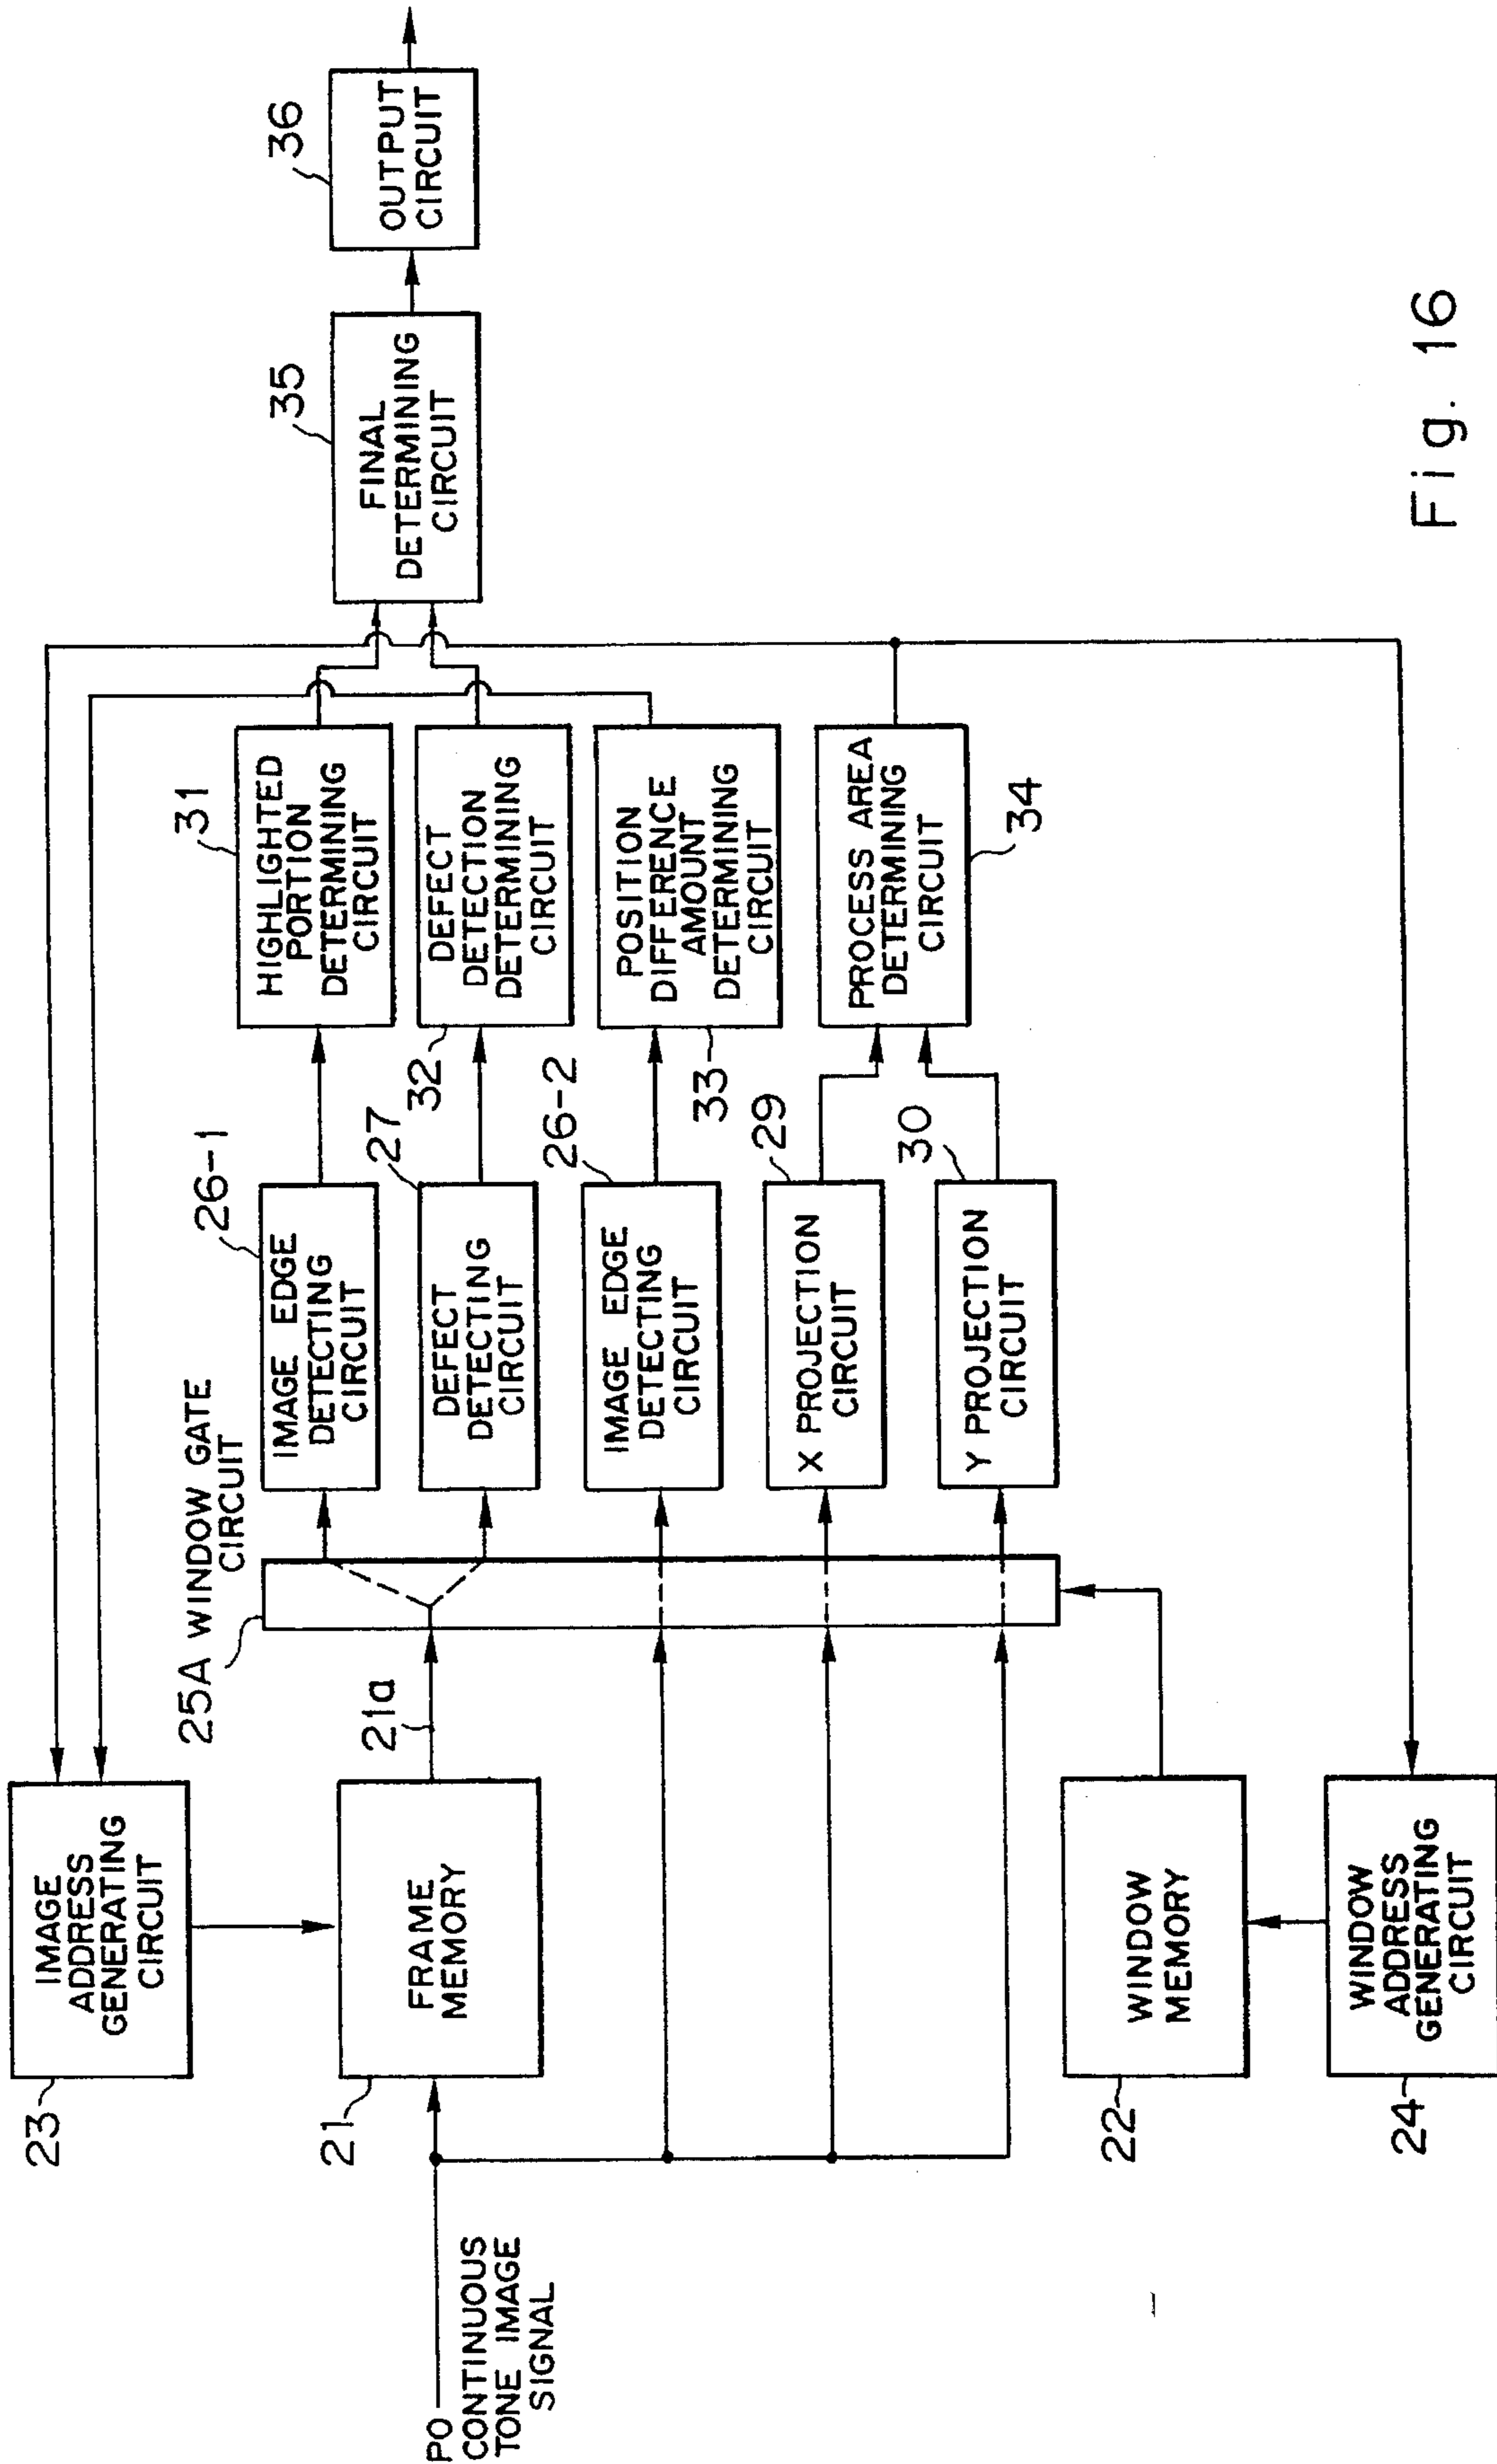 23
IMAGE
ADDRESS
GENERATING
CIRCUIT
21
FRAME
MEMORY
21a
PO
CONTINUOUS
TONE IMAGE
SIGNAL
22
WINDOW
MEMORY
24
WINDOW
ADDRESS
GENERATING
CIRCUIT
25A WINDOW GATE
CIRCUIT
26-1
IMAGE EDGE
DETECTING
CIRCUIT
27
DEFECT
DETECTING
CIRCUIT
26-2
IMAGE EDGE
DETECTING
CIRCUIT
29
X PROJECTION
CIRCUIT
30
Y PROJECTION
CIRCUIT
31
HIGHLIGHTED
PORTION
DETERMINING
CIRCUIT
32
DEFECT
DETECTION
DETERMINING
CIRCUIT
33
POSITION
DIFFERENCE
AMOUNT
DETERMINING
CIRCUIT
34
PROCESS AREA
DETERMINING
CIRCUIT
35
FINAL
DETERMINING
CIRCUIT
36
OUTPUT
CIRCUIT
Fig. 16